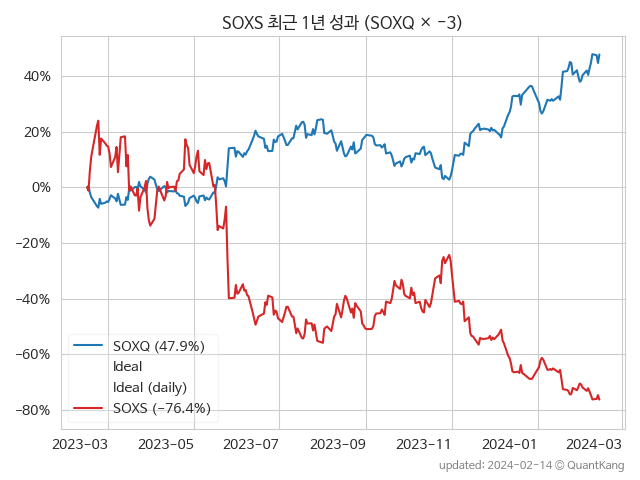 SOXS 최근 1년 성과 (SOXQ × −3)
40%
20%
0%
−20%
−40%
−60%
−80%
SOXQ (47.9%)
Ideal
Ideal (daily)
SOXS (−76.4%)
2023-03 2023-05 2023-07 2023-09 2023-11 2024-01 2024-03
updated: 2024-02-14 © QuantKang